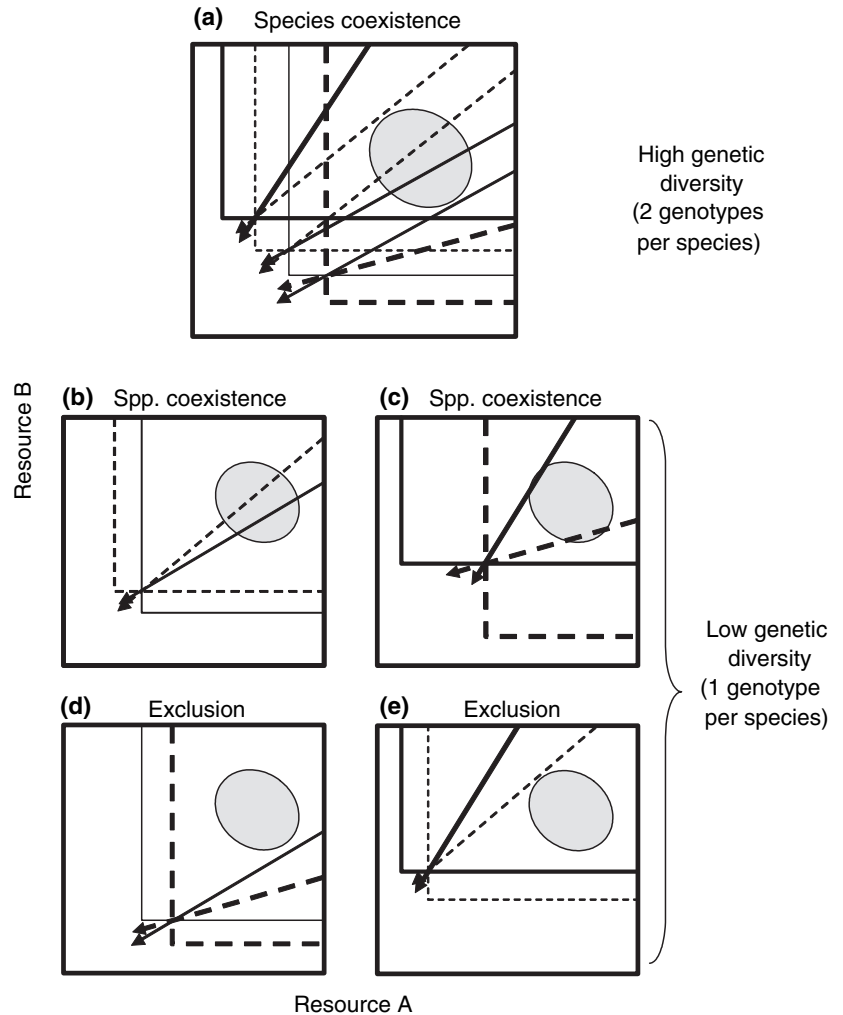 (a) Species coexistence
High genetic
diversity
(2 genotypes
per species)
Resource B
(b) Spp. coexistence
(c) Spp. coexistence
(d) Exclusion
(e) Exclusion
Low genetic
diversity
(1 genotype
per species)
Resource A